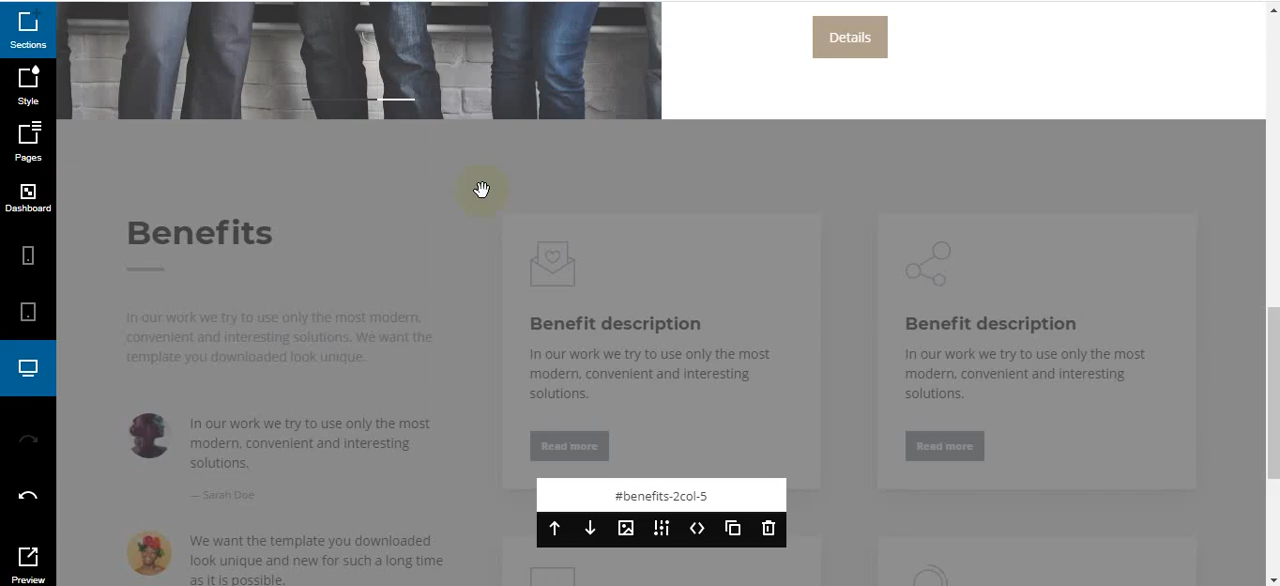 Sections
Style
Pages
Dashboard
Preview
Details
Benefits
In our work we try to use only the most modern,
convenient and interesting solutions. We want the
template you downloaded look unique.
In our work we try to use only the most
modern, convenient and interesting
solutions.
— Sarah Doe
We want the template you downloaded
look unique and new for such a long time
as it is possible.
Benefit description
In our work we try to use only the most
modern, convenient and interesting
solutions.
Read more
Benefit description
In our work we try to use only the most
modern, convenient and interesting
solutions.
Read more
#benefits-2col-5